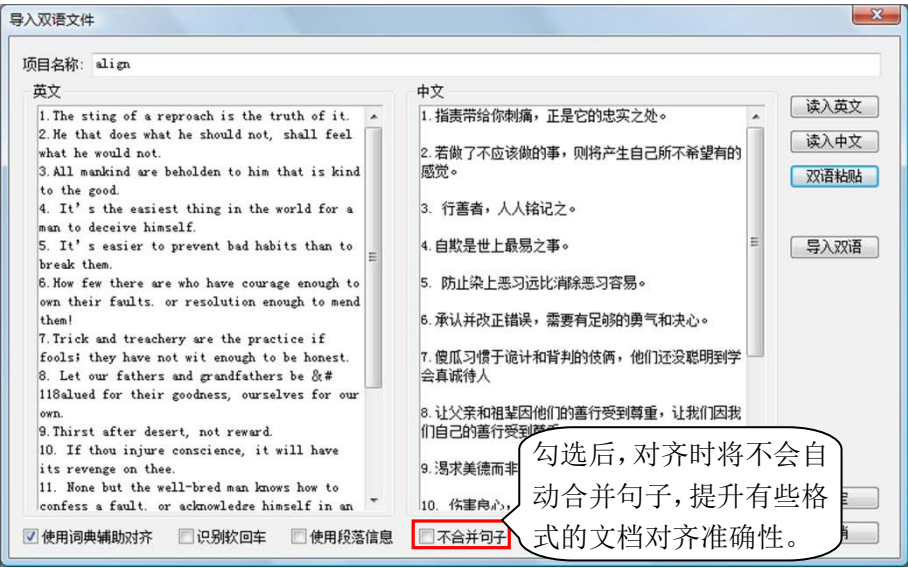 导入双语文件
项目名称: align
英文
1.The sting of a reproach is the truth of it.
2.He that does what he should not, shall feel
what he would not.
3.All mankind are beholden to him that is kind
to the good.
4. It's the easiest thing in the world for a
man to deceive himself.
5. It's easier to prevent bad habits than to
break them.
6.How few there are who have courage enough to
own their faults. or resolution enough to mend
them!
7.Trick and treachery are the practice if
fools; they have not wit enough to be honest.
8. Let our fathers and grandfathers be &#
118alued for their goodness, ourselves for our
own.
9.Thirst after desert, not reward.
10. If thou injure conscience, it will have
its revenge on thee.
11. None but the well-bred man knows how to
confess a fault. or acknowledge himself in an
中文
1.指责带给你刺痛，正是它的忠实之处。
2.若做了不应该做的事，则将产生自己所不希望有的
感觉。
3. 行善者，人人铭记之。
4.自欺是世上最易之事。
5. 防止染上恶习远比消除恶习容易。
6.承认并改正错误，需要有足够的勇气和决心。
7.傻瓜习惯于诡计和背判的伎俩，他们还没聪明到学
会真诚待人
8.让父亲和祖辈因他们的善行受到尊重，让我们因我
们自己的善行受到尊重
9.渴求美德而非
10. 伤害良心，
读入英文
读入中文
双语粘贴
导入双语
使用词典辅助对齐
识别软回车
使用段落信息
不合并句子
勾选后，对齐时将不会自
动合并句子，提升有些格
式的文档对齐准确性。